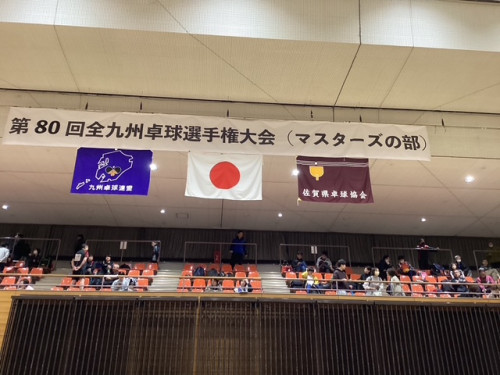 第80回全九州卓球選手権大会（マスターズの部）
九州卓球連盟
佐賀県卓球協会